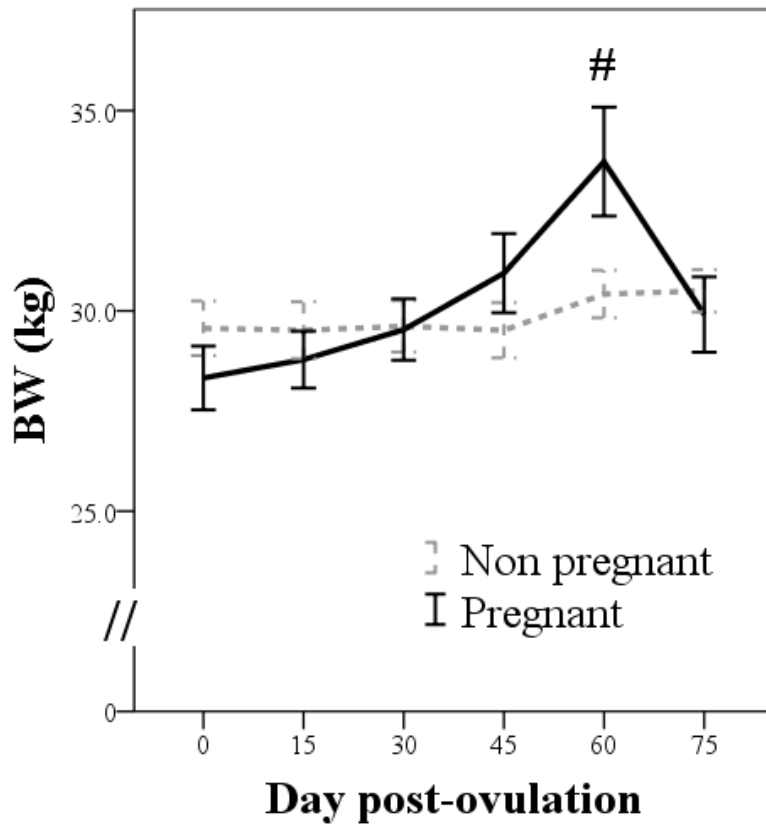 #
35.0
30.0
25.0
0
BW (kg)
Non pregnant
Pregnant
//
0 15 30 45 60 75
Day post-ovulation